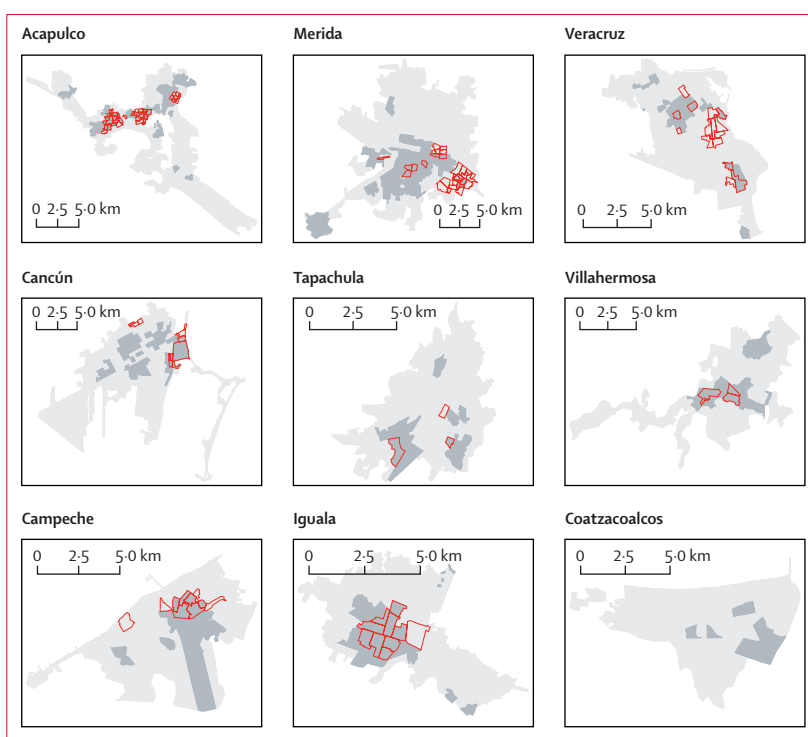 Acapulco
Merida
Veracruz
0 2·5 5·0 km
0 2·5 5·0 km
0 2·5 5·0 km
Cancún
Tapachula
Villahermosa
0 2·5 5·0 km
0 2·5 5·0 km
0 2·5 5·0 km
Campeche
Iguala
Coatzacoalcos
0 2·5 5·0 km
0 2·5 5·0 km
0 2·5 5·0 km